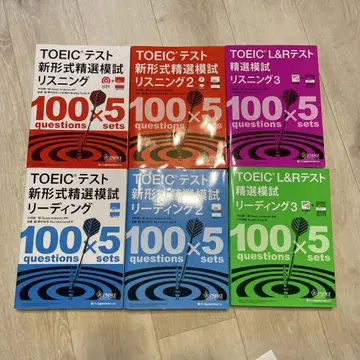 TOEIC®テスト
新形式精選模試
リスニング
100×5
questions
sets
TOEIC®テスト
新形式精選模試
リスニング2
100×5
questions
sets
TOEIC® L&Rテスト
精選模試
リスニング3
100×5
questions
sets
TOEIC®テスト
新形式精選模試
リーディング
100×5
questions
sets
TOEIC®テスト
新形式精選模試
リーディング2
100×5
questions
sets
TOEIC® L&Rテスト
精選模試
リーディング3
100×5
questions
sets